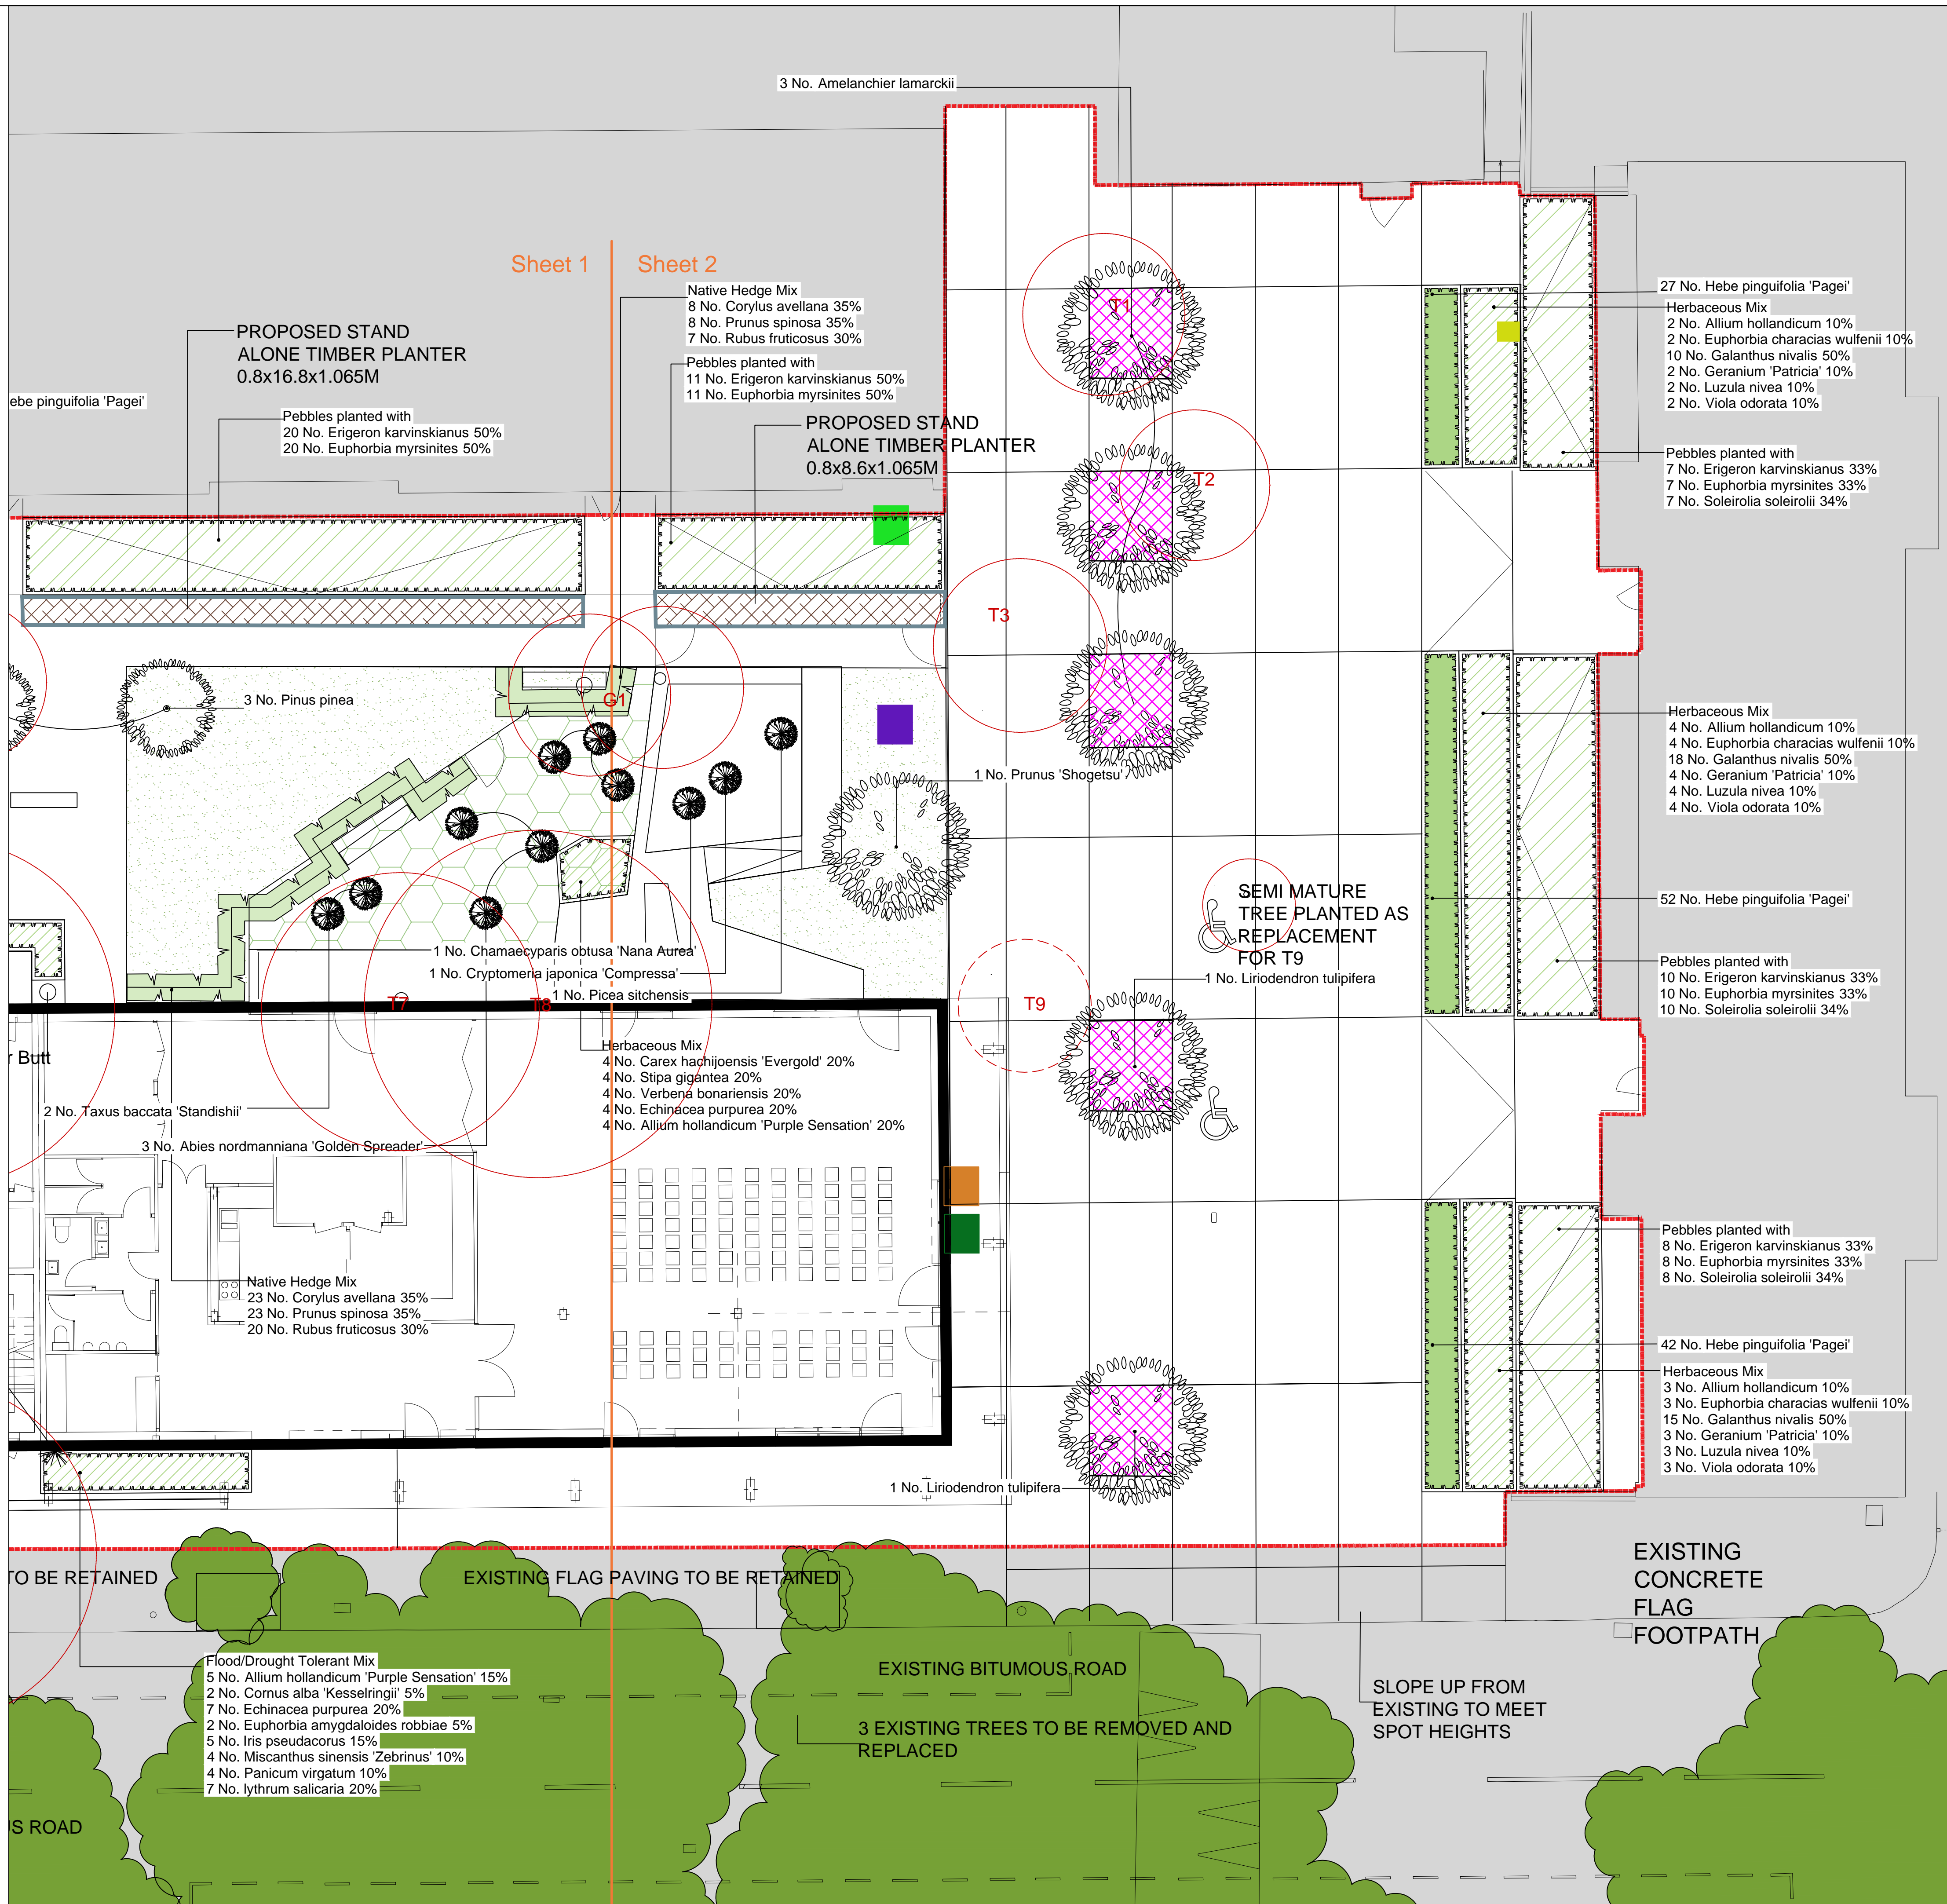 3 No. Amelanchier lamarckii
Sheet 1
Sheet 2
Native Hedge Mix
8 No. Corylus avellana 35%
8 No. Prunus spinosa 35%
7 No. Rubus fruticosus 30%
PROPOSED STAND
ALONE TIMBER PLANTER
0.8x16.8x1.065M
Pebbles planted with
11 No. Erigeron karvinskianus 50%
11 No. Euphorbia myrsinites 50%
ebe pinguifolia 'Pagei'
Pebbles planted with
20 No. Erigeron karvinskianus 50%
20 No. Euphorbia myrsinites 50%
PROPOSED STAND
ALONE TIMBER PLANTER
0.8x8.6x1.065M
T1
T2
T3
27 No. Hebe pinguifolia 'Pagei'
Herbaceous Mix
2 No. Allium hollandicum 10%
2 No. Euphorbia characias wulfenii 10%
10 No. Galanthus nivalis 50%
2 No. Geranium 'Patricia' 10%
2 No. Luzula nivea 10%
2 No. Viola odorata 10%
Pebbles planted with
7 No. Erigeron karvinskianus 33%
7 No. Euphorbia myrsinites 33%
7 No. Soleirolia soleirolii 34%
3 No. Pinus pinea
G1
1 No. Prunus 'Shogetsu'
Herbaceous Mix
4 No. Allium hollandicum 10%
4 No. Euphorbia characias wulfenii 10%
18 No. Galanthus nivalis 50%
4 No. Geranium 'Patricia' 10%
4 No. Luzula nivea 10%
4 No. Viola odorata 10%
SEMI MATURE
TREE PLANTED AS
REPLACEMENT
FOR T9
52 No. Hebe pinguifolia 'Pagei'
1 No. Chamaecyparis obtusa 'Nana Aurea'
1 No. Cryptomeria japonica 'Compressa'
1 No. Picea sitchensis
1 No. Liriodendron tulipifera
Pebbles planted with
10 No. Erigeron karvinskianus 33%
10 No. Euphorbia myrsinites 33%
10 No. Soleirolia soleirolii 34%
T7
T8
T9
r Butt
Herbaceous Mix
4 No. Carex hachijoensis 'Evergold' 20%
4 No. Stipa gigantea 20%
4 No. Verbena bonariensis 20%
4 No. Echinacea purpurea 20%
4 No. Allium hollandicum 'Purple Sensation' 20%
2 No. Taxus baccata 'Standishii'
3 No. Abies nordmanniana 'Golden Spreader'
Native Hedge Mix
23 No. Corylus avellana 35%
23 No. Prunus spinosa 35%
20 No. Rubus fruticosus 30%
Pebbles planted with
8 No. Erigeron karvinskianus 33%
8 No. Euphorbia myrsinites 33%
8 No. Soleirolia soleirolii 34%
42 No. Hebe pinguifolia 'Pagei'
Herbaceous Mix
3 No. Allium hollandicum 10%
3 No. Euphorbia characias wulfenii 10%
15 No. Galanthus nivalis 50%
3 No. Geranium 'Patricia' 10%
3 No. Luzula nivea 10%
3 No. Viola odorata 10%
1 No. Liriodendron tulipifera
TO BE RETAINED
EXISTING FLAG PAVING TO BE RETAINED
EXISTING
CONCRETE
FLAG
FOOTPATH
Flood/Drought Tolerant Mix
5 No. Allium hollandicum 'Purple Sensation' 15%
2 No. Cornus alba 'Kesselringii' 5%
7 No. Echinacea purpurea 20%
2 No. Euphorbia amygdaloides robbiae 5%
5 No. Iris pseudacorus 15%
4 No. Miscanthus sinensis 'Zebrinus' 10%
4 No. Panicum virgatum 10%
7 No. lythrum salicaria 20%
EXISTING BITUMOUS ROAD
3 EXISTING TREES TO BE REMOVED AND
REPLACED
SLOPE UP FROM
EXISTING TO MEET
SPOT HEIGHTS
US ROAD